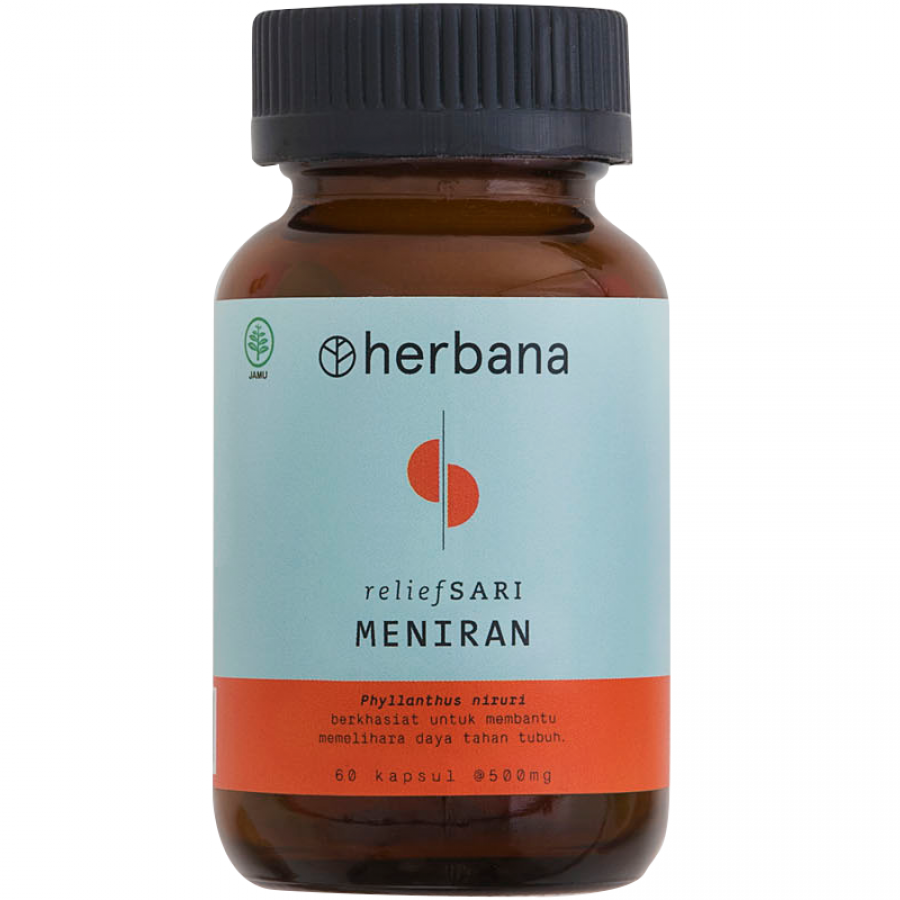 JAMU
herbana
reliefSARI
MENIRAN
Phyllanthus niruri
berkhasiat untuk membantu
memelihara daya tahan tubuh.
60 kapsul @500mg